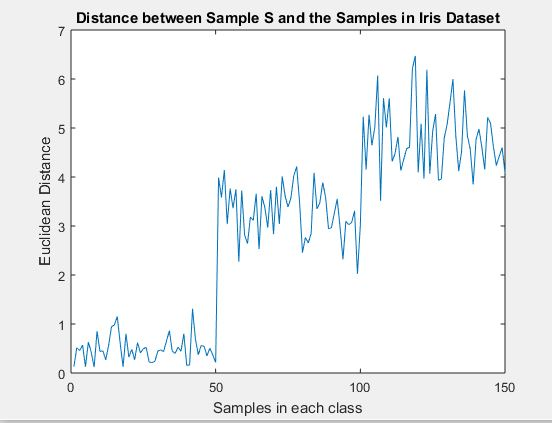 Distance between Sample S and the Samples in Iris Dataset
7
6
5
4
3
2
1
0
Euclidean Distance
0 50 100 150
Samples in each class